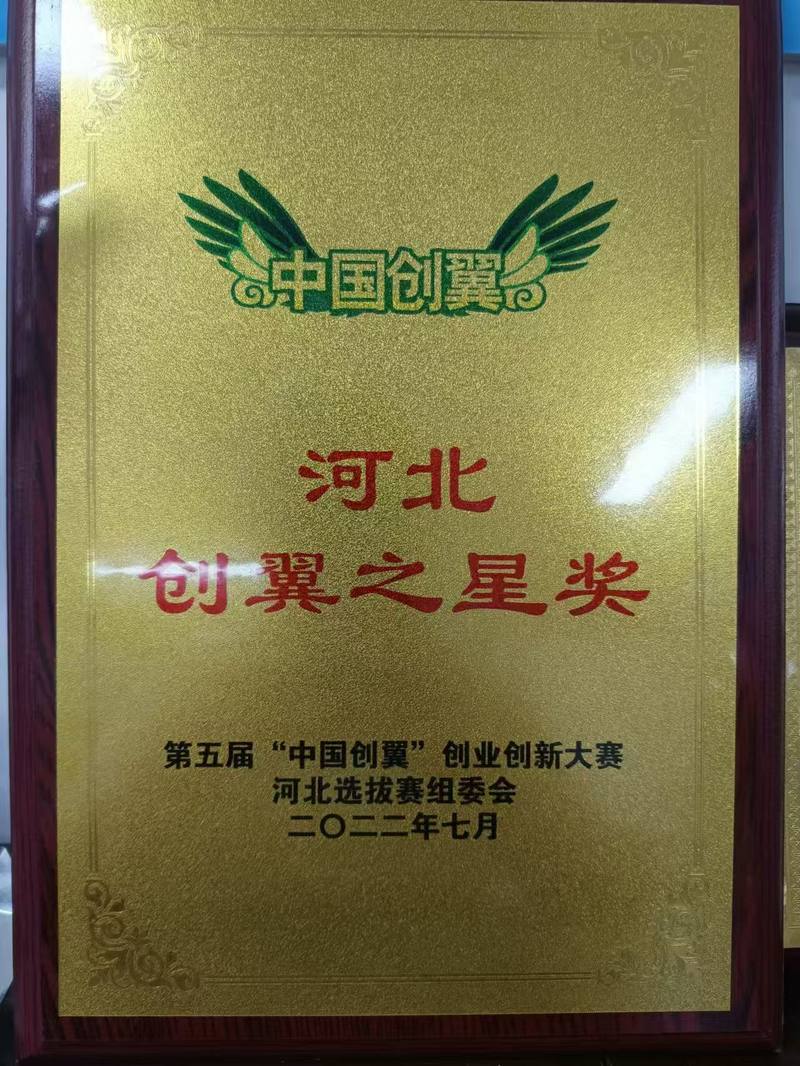 中国创翼
河北
创翼之星奖
第五届“中国创翼”创业创新大赛
河北选拔赛组委会
二〇二二年七月